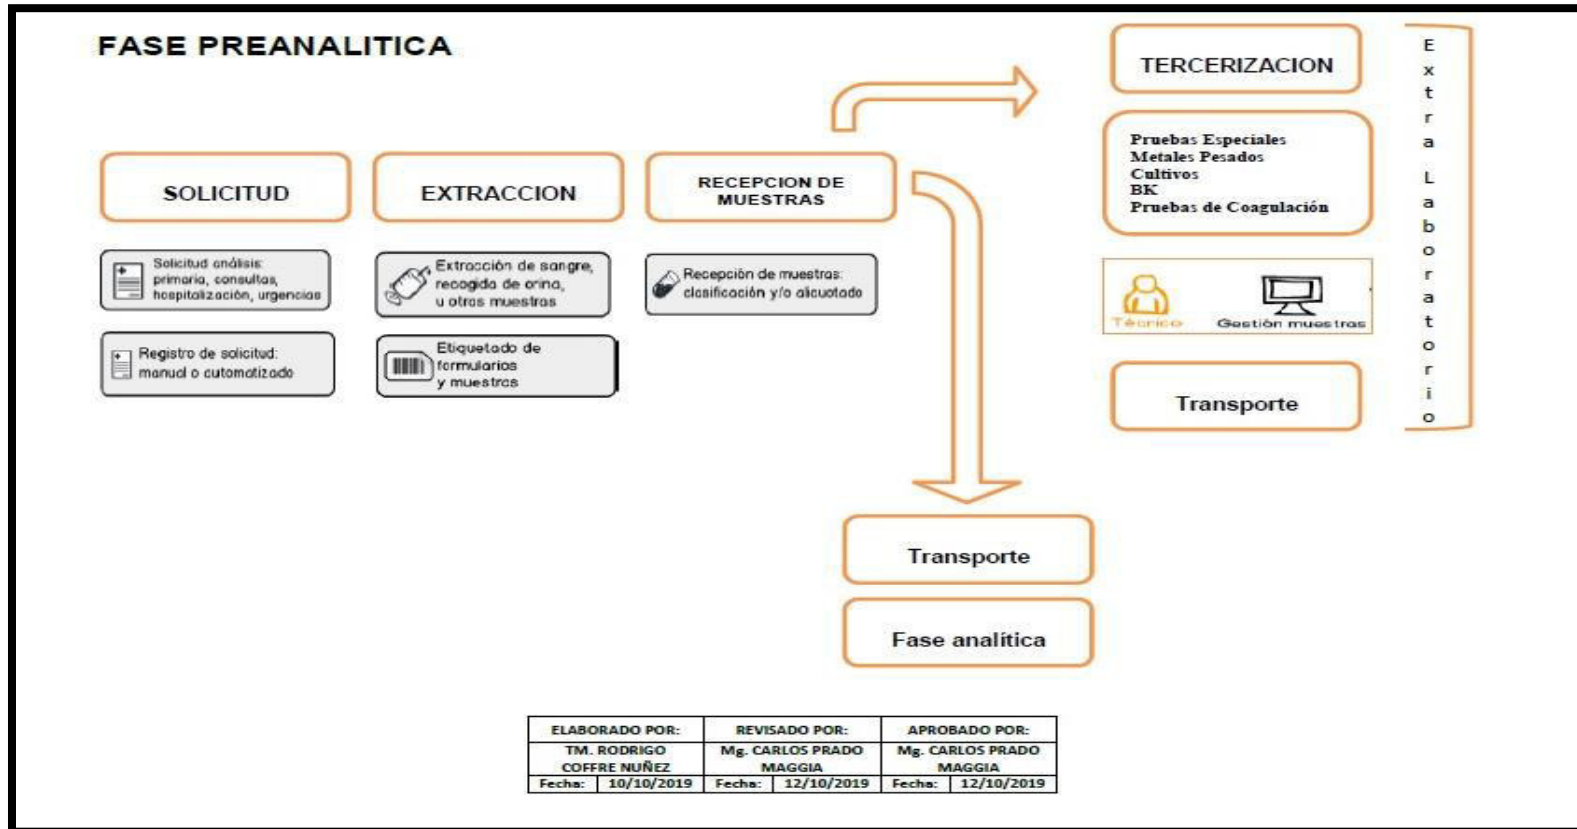 FASE PREANALITICA
SOLICITUD
Solicitud análisis:
primaria, consultas,
hospitalización, urgencias
Registro de solicitud:
manual o automatizado
EXTRACCION
Extracción de sangre,
recogida de orina,
u otras muestras
Etiquetado de
formularios
y muestras
RECEPCION DE
MUESTRAS
Recepción de muestras:
clasificación y/o alicuotado
TERCERIZACION
Pruebas Especiales
Metales Pesados
Cultivos
BK
Pruebas de Coagulación
Técnico
Gestión muestras
Transporte
Extra Laboratorio
Transporte
Fase analítica
ELABORADO POR: REVISADO POR: APROBADO POR:
TM. RODRIGO Mg. CARLOS PRADO Mg. CARLOS PRADO
COFFRE NUÑEZ MAGGIA MAGGIA
Fecha: 10/10/2019 Fecha: 12/10/2019 Fecha: 12/10/2019